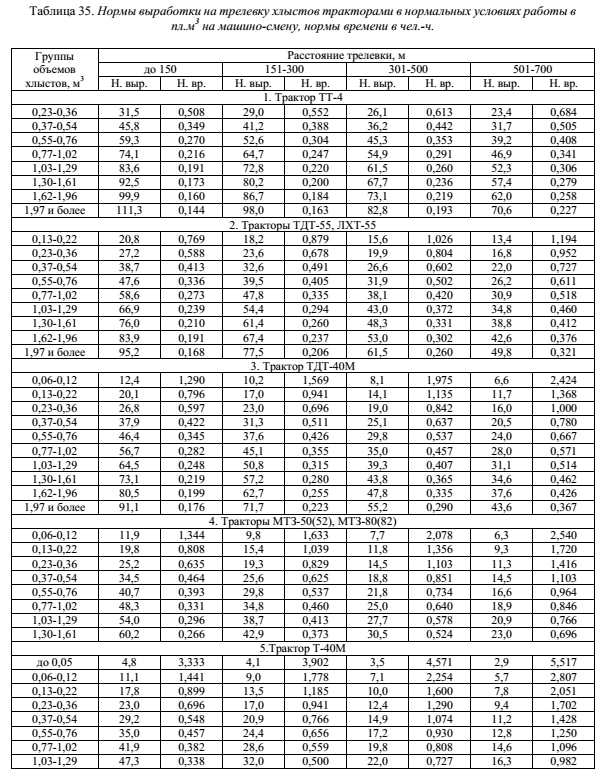 Таблица 35. Нормы выработки на трелевку хлыстов тракторами в нормальных условиях работы в
пл.м3 на машино-смену, нормы времени в чел.-ч.
Группы объемов хлыстов, м3 Расстояние трелевки, м
до 150 151-300 301-500 501-700
Н. выр. Н. вр. Н. выр. Н. вр. Н. выр. Н. вр. Н. выр. Н. вр.
1. Трактор ТТ-4
0,23-0,36 31,5 0,508 29,0 0,552 26,1 0,613 23,4 0,684
0,37-0,54 45,8 0,349 41,2 0,388 36,2 0,442 31,7 0,505
0,55-0,76 59,3 0,270 52,6 0,304 45,3 0,353 39,2 0,408
0,77-1,02 74,1 0,216 64,7 0,247 54,9 0,291 46,9 0,341
1,03-1,29 83,6 0,191 72,8 0,220 61,5 0,260 52,3 0,306
1,30-1,61 92,5 0,173 80,2 0,200 67,7 0,236 57,4 0,279
1,62-1,96 99,9 0,160 86,7 0,184 73,1 0,219 62,0 0,258
1,97 и более 111,3 0,144 98,0 0,163 82,8 0,193 70,6 0,227
2. Тракторы ТДТ-55, ЛХТ-55
0,13-0,22 20,8 0,769 18,2 0,879 15,6 1,026 13,4 1,194
0,23-0,36 27,2 0,588 23,6 0,678 19,9 0,804 16,8 0,952
0,37-0,54 38,7 0,413 32,6 0,491 26,6 0,602 22,0 0,727
0,55-0,76 47,6 0,336 39,5 0,405 31,9 0,502 26,2 0,611
0,77-1,02 58,6 0,273 47,8 0,335 38,1 0,420 30,9 0,518
1,03-1,29 66,9 0,239 54,4 0,294 43,0 0,372 34,8 0,460
1,30-1,61 76,0 0,210 61,4 0,260 48,3 0,331 38,8 0,412
1,62-1,96 83,9 0,191 67,4 0,237 53,0 0,302 42,6 0,376
1,97 и более 95,2 0,168 77,5 0,206 61,5 0,260 49,8 0,321
3. Трактор ТДТ-40М
0,06-0,12 12,4 1,290 10,2 1,569 8,1 1,975 6,6 2,424
0,13-0,22 20,1 0,796 17,0 0,941 14,1 1,135 11,7 1,368
0,23-0,36 26,8 0,597 23,0 0,696 19,0 0,842 16,0 1,000
0,37-0,54 37,9 0,422 31,3 0,511 25,1 0,637 20,5 0,780
0,55-0,76 46,4 0,345 37,6 0,426 29,8 0,537 24,0 0,667
0,77-1,02 56,7 0,282 45,1 0,355 35,0 0,457 28,0 0,571
1,03-1,29 64,5 0,248 50,8 0,315 39,3 0,407 31,1 0,514
1,30-1,61 73,1 0,219 57,2 0,280 43,8 0,365 34,6 0,462
1,62-1,96 80,5 0,199 62,7 0,255 47,8 0,335 37,6 0,426
1,97 и более 91,1 0,176 71,7 0,223 55,2 0,290 43,6 0,367
4. Тракторы МТЗ-50(52), МТЗ-80(82)
0,06-0,12 11,9 1,344 9,8 1,633 7,7 2,078 6,3 2,540
0,13-0,22 19,8 0,808 15,4 1,039 11,8 1,356 9,3 1,720
0,23-0,36 25,2 0,635 19,3 0,829 14,5 1,103 11,3 1,416
0,37-0,54 34,5 0,464 25,6 0,625 18,8 0,851 14,5 1,103
0,55-0,76 40,7 0,393 29,8 0,537 21,8 0,734 16,6 0,964
0,77-1,02 48,3 0,331 34,8 0,460 25,0 0,640 18,9 0,846
1,03-1,29 54,0 0,296 38,7 0,413 27,7 0,578 20,9 0,766
1,30-1,61 60,2 0,266 42,9 0,373 30,5 0,524 23,0 0,696
5.Трактор Т-40М
до 0,05 4,8 3,333 4,1 3,902 3,5 4,571 2,9 5,517
0,06-0,12 11,1 1,441 9,0 1,778 7,1 2,254 5,7 2,807
0,13-0,22 17,8 0,899 13,5 1,185 10,0 1,600 7,8 2,051
0,23-0,36 23,0 0,696 17,0 0,941 12,4 1,290 9,4 1,702
0,37-0,54 29,2 0,548 20,9 0,766 14,9 1,074 11,2 1,428
0,55-0,76 35,0 0,457 24,4 0,656 17,2 0,930 12,8 1,250
0,77-1,02 41,9 0,382 28,6 0,559 19,8 0,808 14,6 1,096
1,03-1,29 47,3 0,338 32,0 0,500 22,0 0,727 16,3 0,982